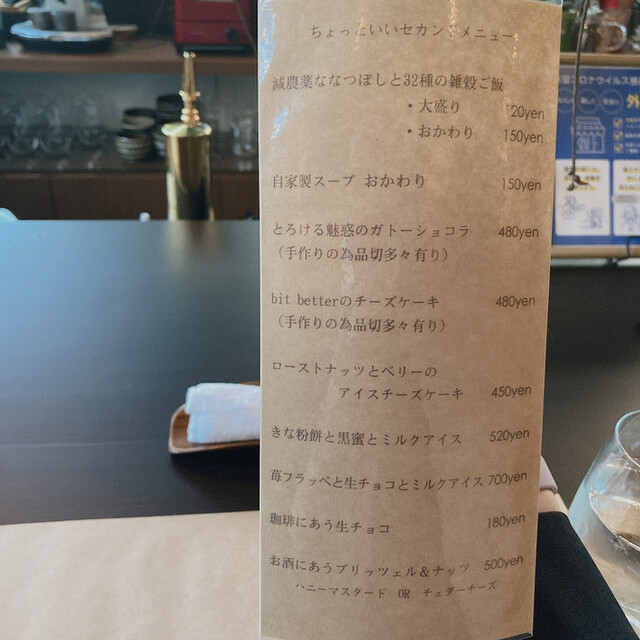 ちょっといいセカンドメニュー
減農薬ななつぼしと32種の雑穀ご飯
・大盛り 120yen
・おかわり 150yen
自家製スープ おかわり 150yen
とろける魅惑のガトーショコラ 480yen
（手作りの為品切多々有り）
bit betterのチーズケーキ 480yen
（手作りの為品切多々有り）
ローストナッツとベリーの
アイスチーズケーキ 450yen
きな粉餅と黒蜜とミルクアイス 520yen
苺フラッペと生チョコとミルクアイス 700yen
珈琲にあう生チョコ 180yen
お酒にあうプリッツェル＆ナッツ 500yen
ハニーマスタード OR チェダーチーズ